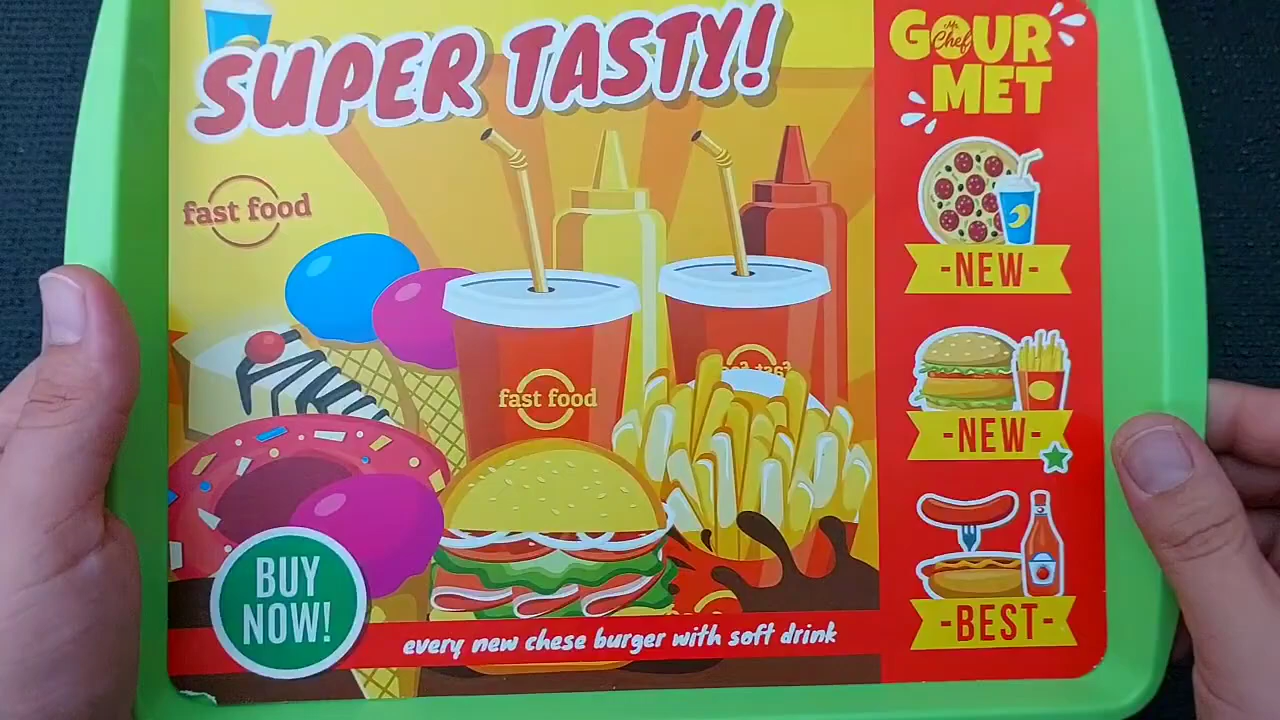 SUPER TASTY!
fast food
fast food
BUY
NOW!
every new chese burger with soft drink
GOUR
Mr.
Chef
MET
-NEW-
-NEW-
-BEST-